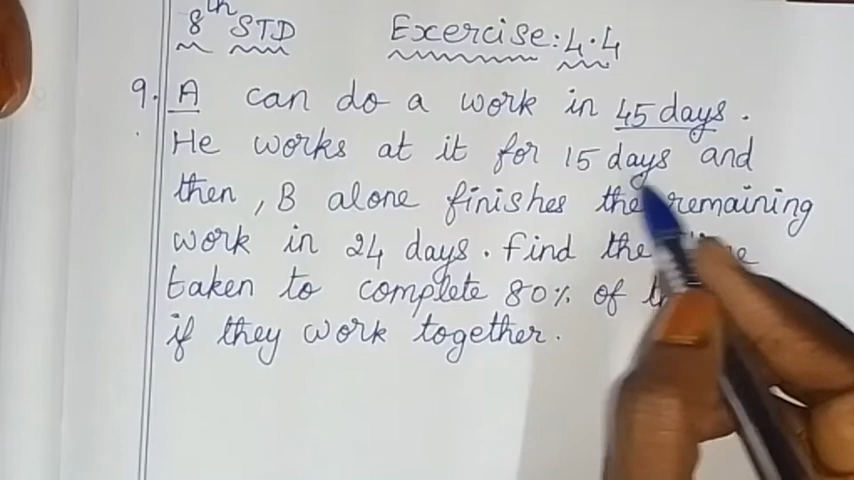 8th STD Exercise: 4.4
9. A can do a work in 45 days.
He works at it for 15 days and
then, B alone finishes the remaining
work in 24 days. Find the
taken to complete 80% of
if they work together.